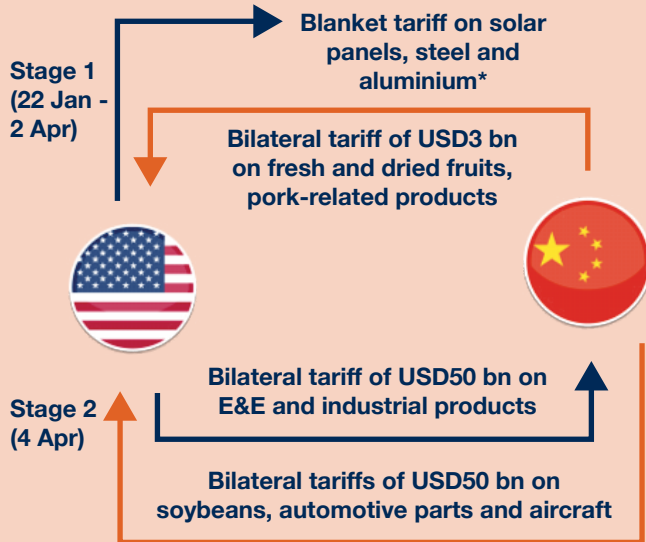 Stage 1
(22 Jan -
2 Apr)
Blanket tariff on solar
panels, steel and
aluminium*
Bilateral tariff of USD3 bn
on fresh and dried fruits,
pork-related products
Stage 2
(4 Apr)
Bilateral tariff of USD50 bn on
E&E and industrial products
Bilateral tariffs of USD50 bn on
soybeans, automotive parts and aircraft